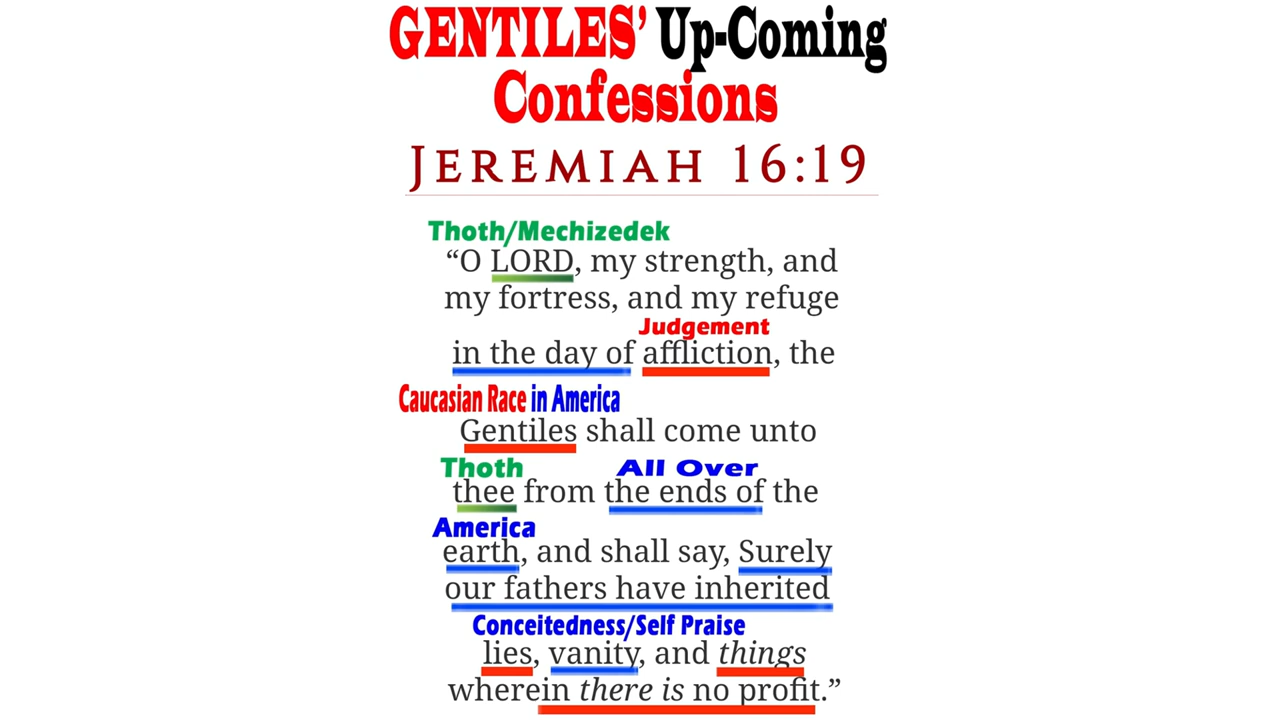 GENTILES' Up-Coming
Confessions
JEREMIAH 16:19
Thoth/Mechizedek
“O LORD, my strength, and
my fortress, and my refuge
Judgement
in the day of affliction, the
Caucasian Race in America
Gentiles shall come unto
Thoth All Over
thee from the ends of the
America
earth, and shall say, Surely
our fathers have inherited
Conceitedness/Self Praise
lies, vanity, and things
wherein there is no profit.”